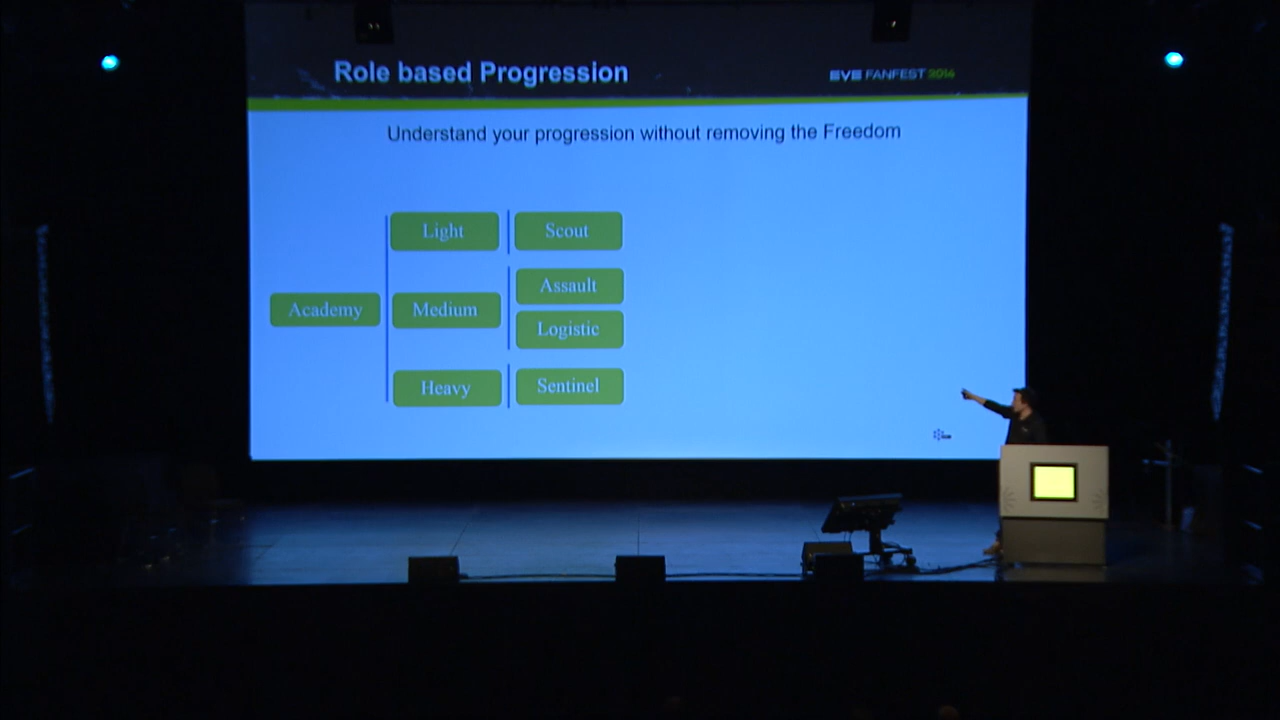 Role based Progression
EVE FANFEST 2014
Understand your progression without removing the Freedom
Light
Scout
Academy
Medium
Assault
Logistic
Heavy
Sentinel